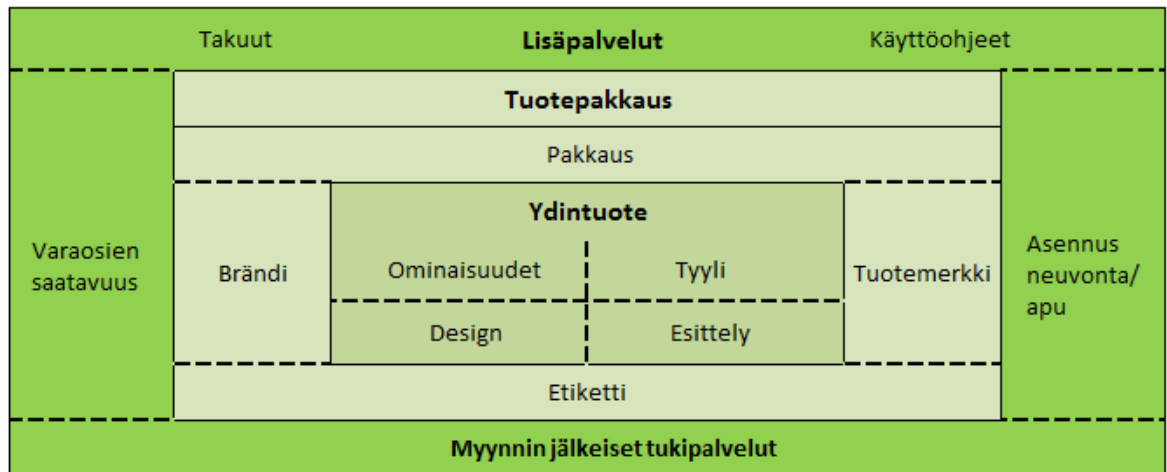 Takuut Lisäpalvelut Käyttöohjeet
Tuotepakkaus
Pakkaus
Varaosien
saatavuus
Brändi
Ydintuote
Ominaisuudet Tyyli
Design Esittely
Tuotemerkki
Asennus
neuvonta/
apu
Etiketti
Myynnin jälkeiset tukipalvelut